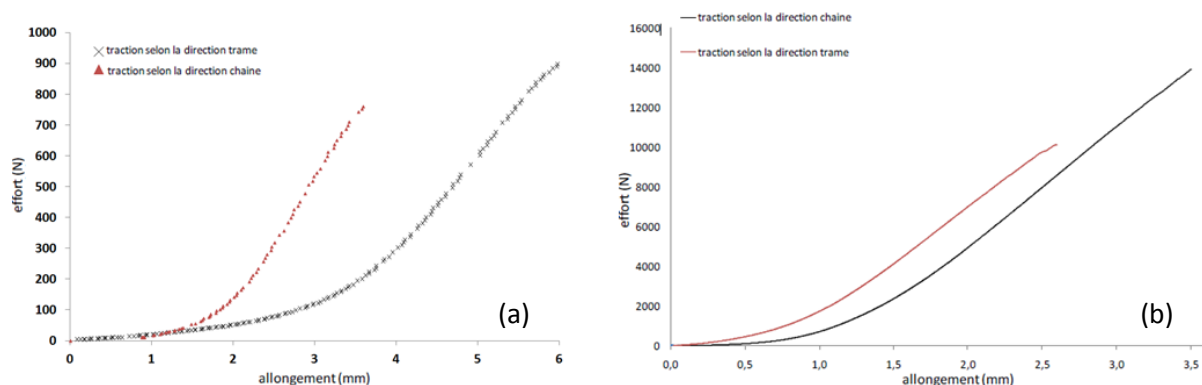 traction selon la direction trame
traction selon la direction chaine
effort (N)
1000
900
800
700
600
500
400
300
200
100
0
0 1 2 3 4 5 6
allongement (mm)
(a)
traction selon la direction chaine
traction selon la direction trame
effort (N)
16000
14000
12000
10000
8000
6000
4000
2000
0
0,0 0,5 1,0 1,5 2,0 2,5 3,0 3,5
allongement (mm)
(b)